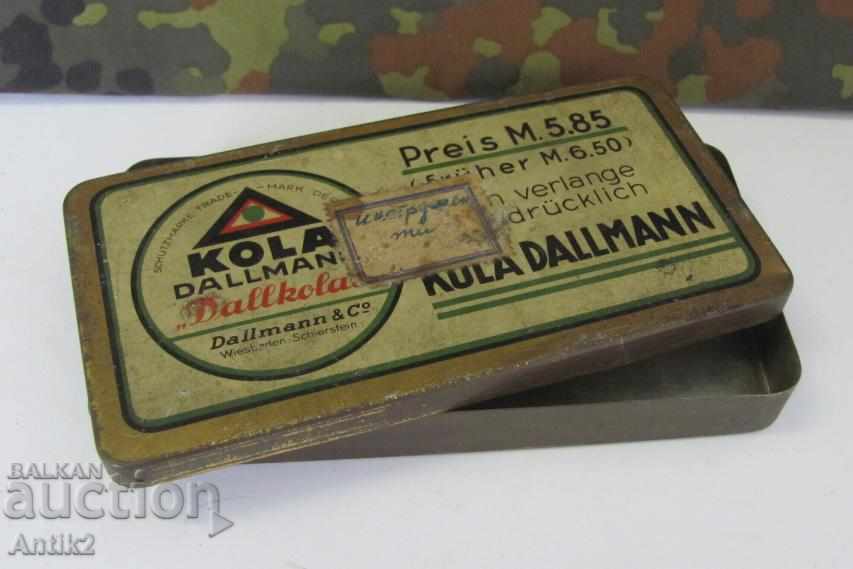 SCHUTZMARKE TRADE-MARK
KOLA
DALLMANN
„Dallkolat
Dallmann & Co
Wiesbaden-Schierstein
Preis M.5.85
(Früher M.6.50)
verlange
drücklich
KOLA DALLMANN
BALKAN
auction
Antik2